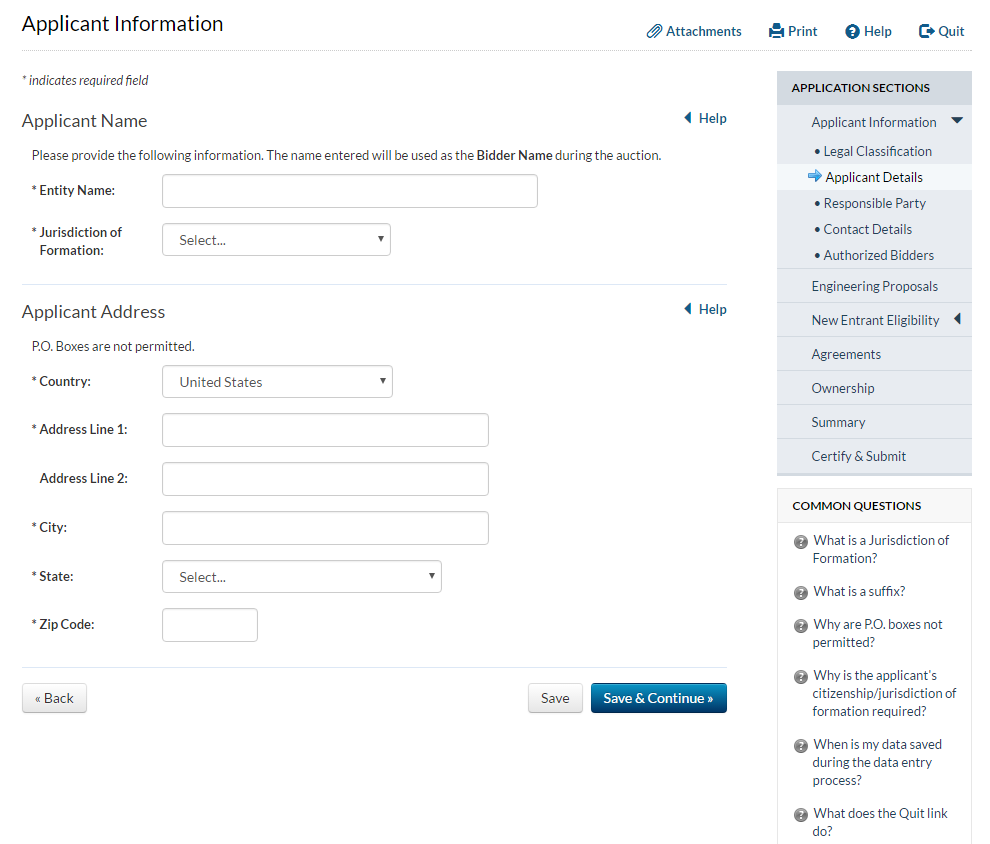 Applicant Information
Attachments
Print
Help
Quit
* indicates required field
Applicant Name
Help
Please provide the following information. The name entered will be used as the Bidder Name during the auction.
* Entity Name:
* Jurisdiction of
Formation:
Select...
Applicant Address
Help
P.O. Boxes are not permitted.
* Country:
United States
* Address Line 1:
Address Line 2:
* City:
* State:
Select...
* Zip Code:
« Back
Save
Save & Continue »
APPLICATION SECTIONS
Applicant Information
• Legal Classification
Applicant Details
• Responsible Party
• Contact Details
• Authorized Bidders
Engineering Proposals
New Entrant Eligibility
Agreements
Ownership
Summary
Certify & Submit
COMMON QUESTIONS
? What is a Jurisdiction of
Formation?
? What is a suffix?
? Why are P.O. boxes not
permitted?
? Why is the applicant's
citizenship/jurisdiction of
formation required?
? When is my data saved
during the data entry
process?
? What does the Quit link
do?